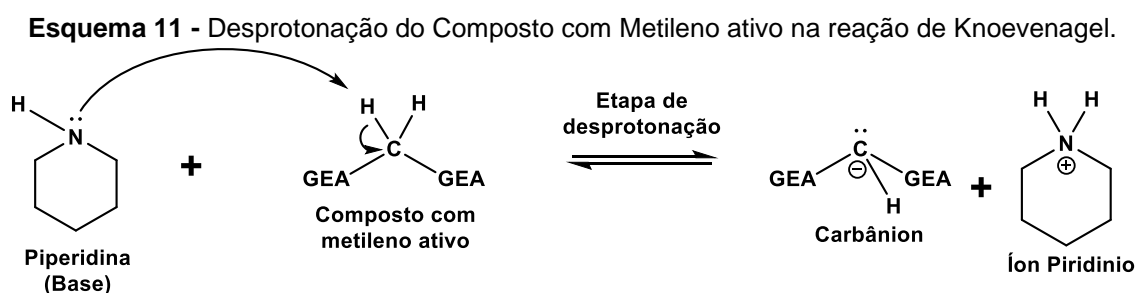 Esquema 11 - Desprotonação do Composto com Metileno ativo na reação de Knoevenagel.
H
N
Piperidina
(Base)
+
H H
C
GEA GEA
Composto com
metileno ativo
Etapa de
desprotonação
C
GEA GEA
H
Carbânion
+
H H
N
Íon Piridinio